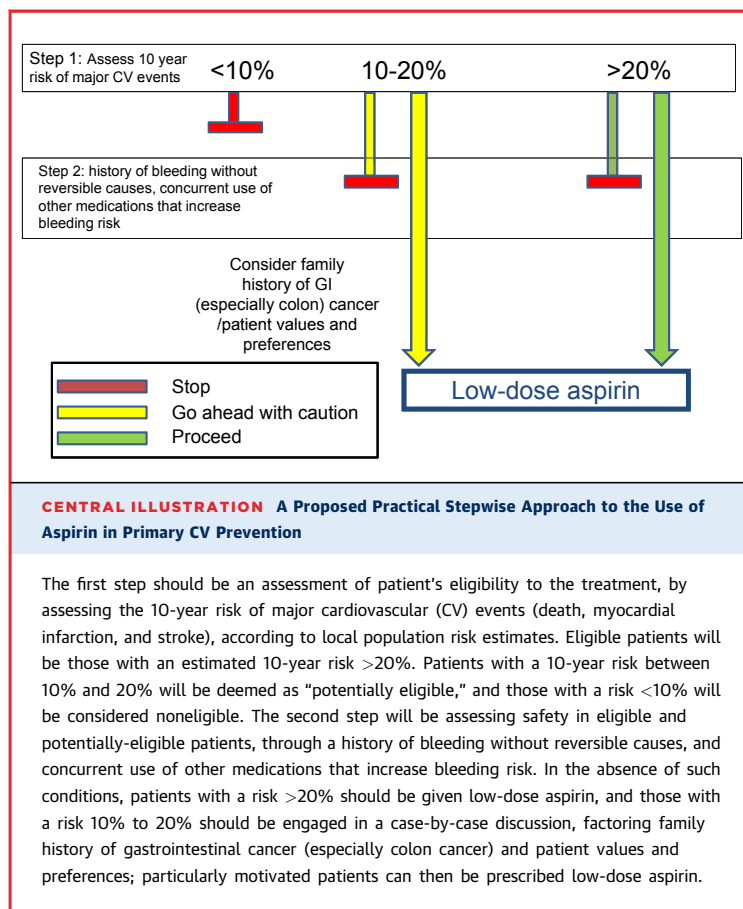 Step 1: Assess 10 year
risk of major CV events
<10%
10-20%
>20%
Step 2: history of bleeding without
reversible causes, concurrent use of
other medications that increase
bleeding risk
Consider family
history of GI
(especially colon) cancer
/patient values and
preferences
Stop
Go ahead with caution
Proceed
Low-dose aspirin
CENTRAL ILLUSTRATION A Proposed Practical Stepwise Approach to the Use of
Aspirin in Primary CV Prevention
The first step should be an assessment of patient's eligibility to the treatment, by
assessing the 10-year risk of major cardiovascular (CV) events (death, myocardial
infarction, and stroke), according to local population risk estimates. Eligible patients will
be those with an estimated 10-year risk >20%. Patients with a 10-year risk between
10% and 20% will be deemed as “potentially eligible,” and those with a risk <10% will
be considered noneligible. The second step will be assessing safety in eligible and
potentially-eligible patients, through a history of bleeding without reversible causes, and
concurrent use of other medications that increase bleeding risk. In the absence of such
conditions, patients with a risk >20% should be given low-dose aspirin, and those with
a risk 10% to 20% should be engaged in a case-by-case discussion, factoring family
history of gastrointestinal cancer (especially colon cancer) and patient values and
preferences; particularly motivated patients can then be prescribed low-dose aspirin.